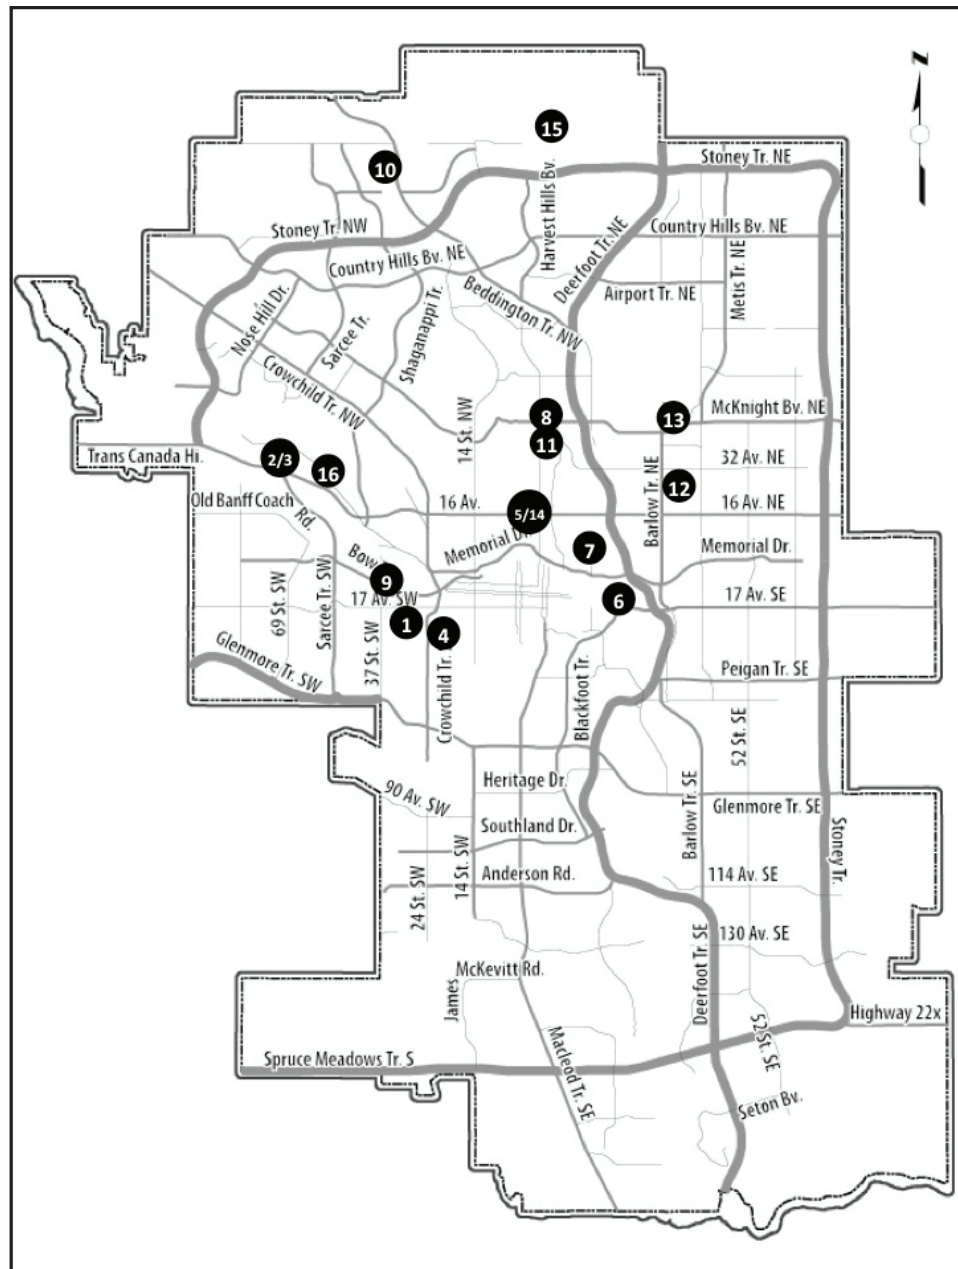 N
15
Stoney Tr. NE
10
Harvest Hills Bv.
Stoney Tr. NW
Country Hills Bv. NE
Deerfoot Tr. NE
Country Hills Bv. NE
Metis Tr. NE
Airport Tr. NE
Nose Hill Dr.
Beddington Tr. NW
Sarcee Tr.
Shaganappi Tr.
Crowchild Tr. NW
14 St. NW
8
13
McKnight Bv. NE
11
Trans Canada Hi.
2/3
16
32 Av. NE
Barlow Tr. NE
12
Old Banff Coach
Rd.
16 Av.
5/14
16 Av. NE
Memorial Dr.
7
Memorial Dr.
Bow
9
17 Av. SW
6
17 Av. SE
69 St. SW
Sarcee Tr. SW
37 St. SW
1
4
Glenmore Tr. SW
Crowchild Tr.
Blackfoot Tr.
Peigan Tr. SE
52 St. SE
90 Av. SW
Heritage Dr.
Barlow Tr. SE
Glenmore Tr. SE
Southland Dr.
Stoney Tr.
24 St. SW
14 St. SW
Anderson Rd.
114 Av. SE
Deerfoot Tr. SE
130 Av. SE
James
McKevitt Rd.
Highway 22x
Macleod Tr. SE
52 St. SE
Spruce Meadows Tr. S
Seton Bv.